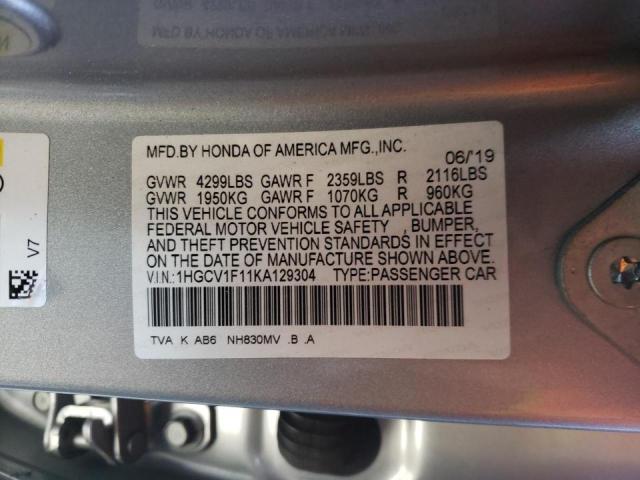 MFD.BY HONDA OF AMERICA MFG.,INC.
06/'19
GVWR 4299LBS GAWR F 2359LBS R 2116LBS
GVWR 1950KG GAWR F 1070KG R 960KG
THIS VEHICLE CONFORMS TO ALL APPLICABLE
FEDERAL MOTOR VEHICLE SAFETY , BUMPER,
AND THEFT PREVENTION STANDARDS IN EFFECT
ON THE DATE OF MANUFACTURE SHOWN ABOVE.
V.I.N.:1HGCV1F11KA129304 TYPE:PASSENGER CAR
TVA K AB6 NH830MV .B .A
V7